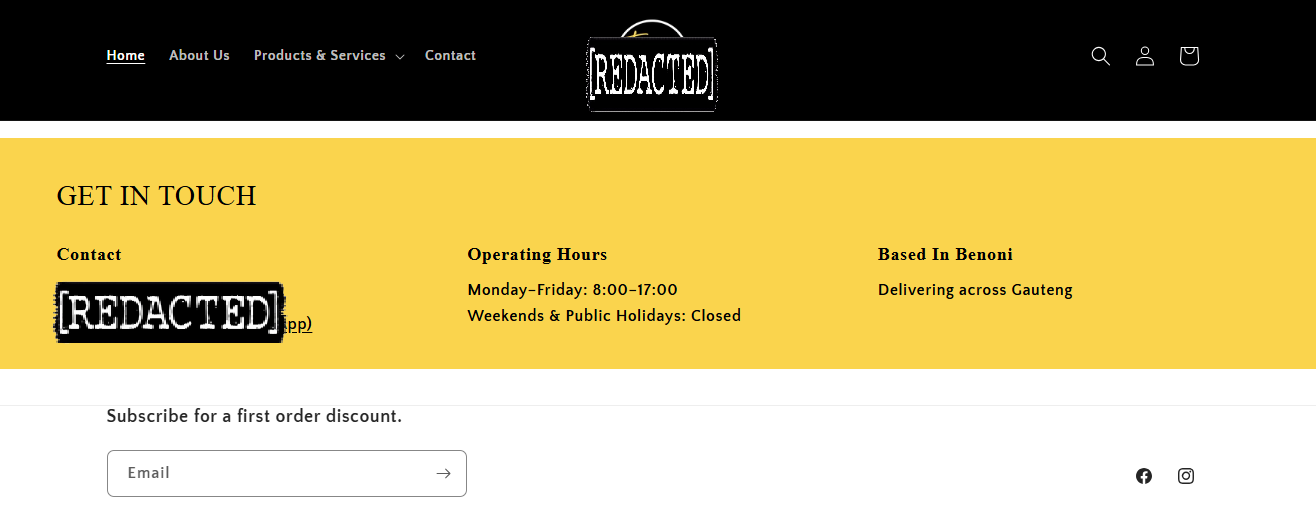 Home About Us Products & Services Contact
[REDACTED]
GET IN TOUCH
Contact
[REDACTED]
Operating Hours
Monday–Friday: 8:00–17:00
Weekends & Public Holidays: Closed
Based In Benoni
Delivering across Gauteng
Subscribe for a first order discount.
Email